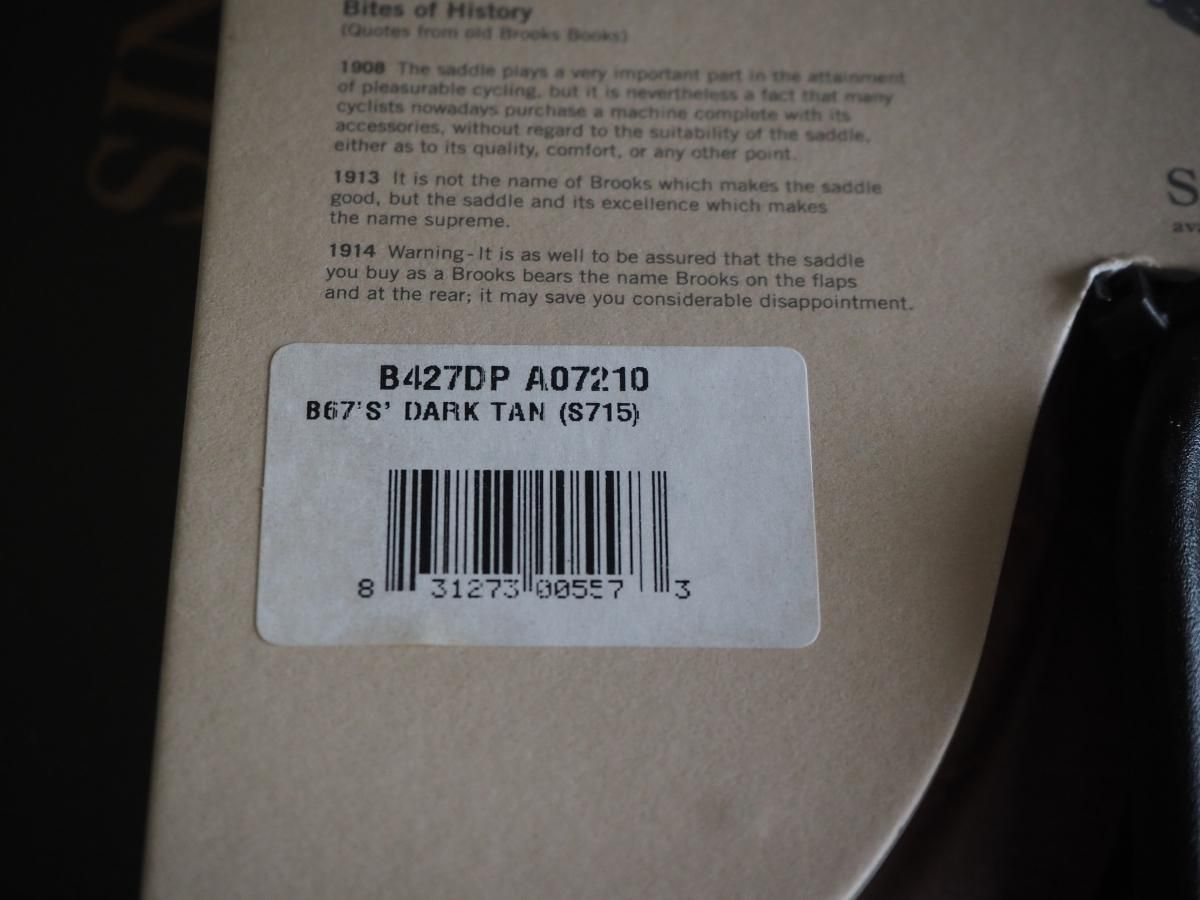 Bites of History
(Quotes from old Brooks Books)
1908 The saddle plays a very important part in the attainment
of pleasurable cycling, but it is nevertheless a fact that many
cyclists nowadays purchase a machine complete with its
accessories, without regard to the suitability of the saddle,
either as to its quality, comfort, or any other point.
1913 It is not the name of Brooks which makes the saddle
good, but the saddle and its excellence which makes
the name supreme.
1914 Warning - It is as well to be assured that the saddle
you buy as a Brooks bears the name Brooks on the flaps
and at the rear; it may save you considerable disappointment.
B427DP A07210
B67'S' DARK TAN (S715)
8 31273 00557 3